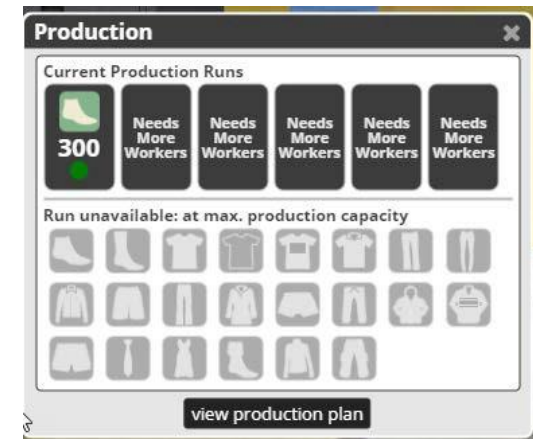 Production
Current Production Runs
300
Needs
More
Workers
Needs
More
Workers
Needs
More
Workers
Needs
More
Workers
Needs
More
Workers
Run unavailable: at max. production capacity
view production plan